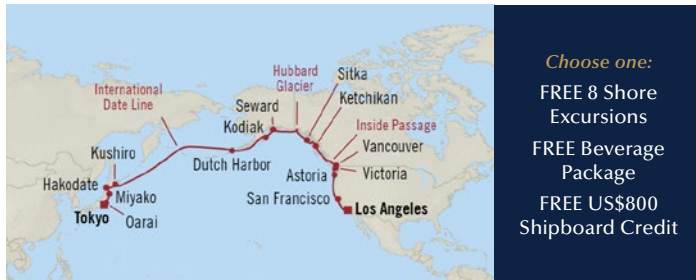 International
Date Line
Hubbard
Glacier
Sitka
Ketchikan
Seward
Kodiak
Inside Passage
Vancouver
Kushiro
Dutch Harbor
Victoria
Astoria
Hakodate
Miyako
San Francisco
Los Angeles
Tokyo
Oarai
Choose one:
FREE 8 Shore
Excursions
FREE Beverage
Package
FREE US$800
Shipboard Credit